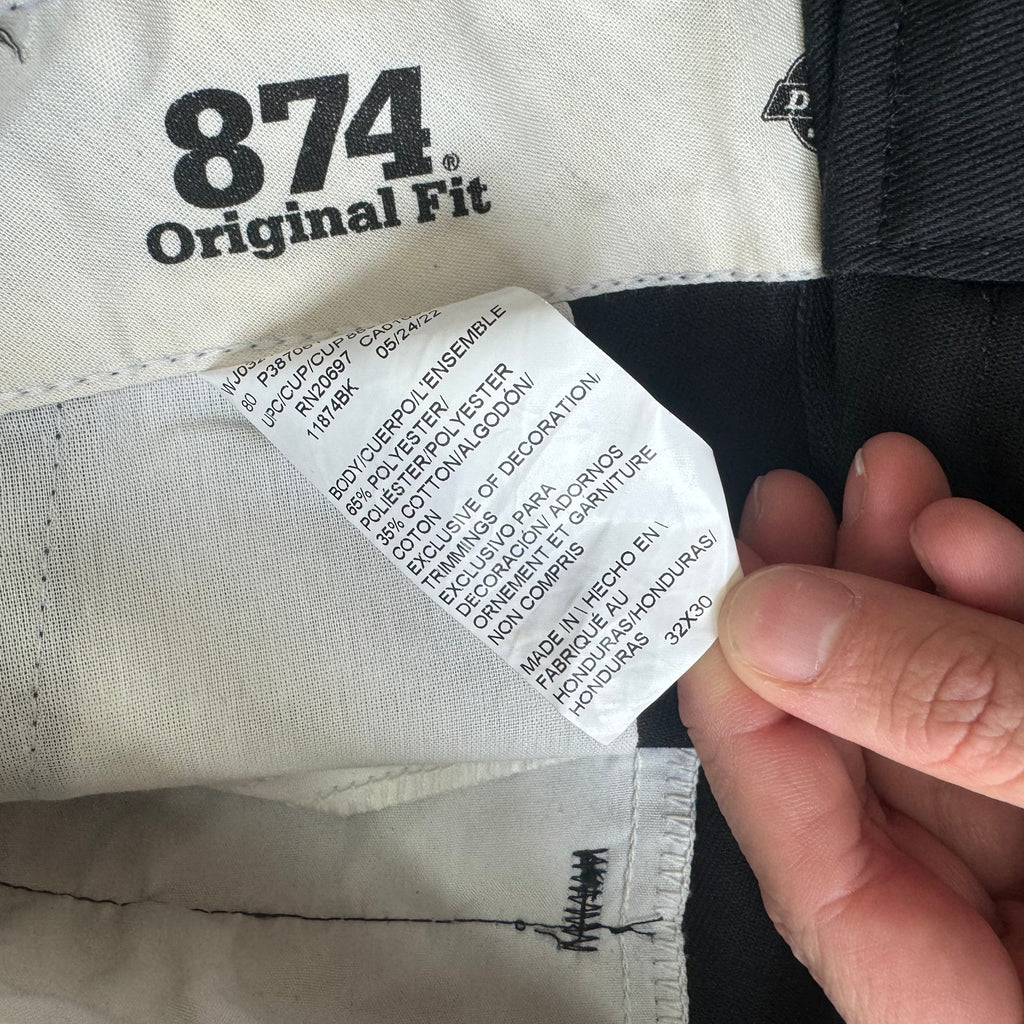 874®
Original Fit
D
80
UPC/CUP/CUP
RN20697
05/24/22
11874BK
BODY/CUERPO/L'ENSEMBLE
65% POLYESTER/
POLIÉSTER/POLYESTER
35% COTTON/ALGODÓN/
COTON
EXCLUSIVE OF DECORATION,
TRIMMINGS
EXCLUSIVO PARA
DECORACIÓN/ ADORNOS
ORNEMENT ET GARNITURE
NON COMPRIS
MADE IN \ HECHO EN \
FABRIQUÉ AU
HONDURAS/HONDURAS/
HONDURAS
32X30